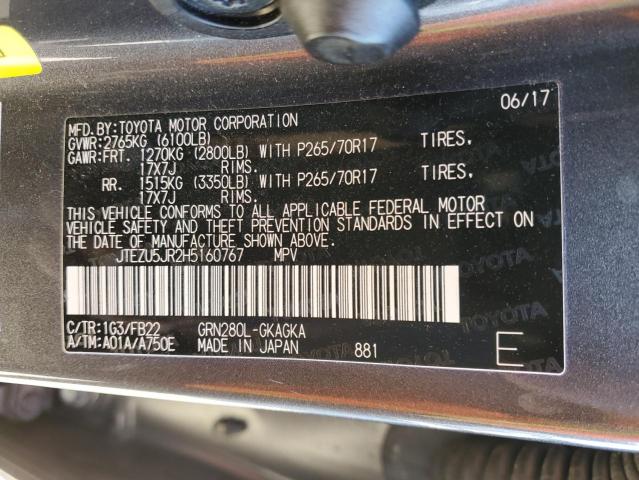 06/17
MFD.BY:TOYOTA MOTOR CORPORATION
GVWR:2765KG (6100LB)
GAWR:FRT. 1270KG (2800LB) WITH P265/70R17 TIRES,
17X7J RIMS.
RR. 1515KG (3350LB) WITH P265/70R17 TIRES,
17X7J RIMS.
THIS VEHICLE CONFORMS TO ALL APPLICABLE FEDERAL MOTOR
VEHICLE SAFETY AND THEFT PREVENTION STANDARDS IN EFFECT ON
THE DATE OF MANUFACTURE SHOWN ABOVE.
JTEZU5JR2H5160767 MPV
C/TR:1G3/FB22 GRN280L-GKAGKA
A/TM:A01A/A750E MADE IN JAPAN 881 E